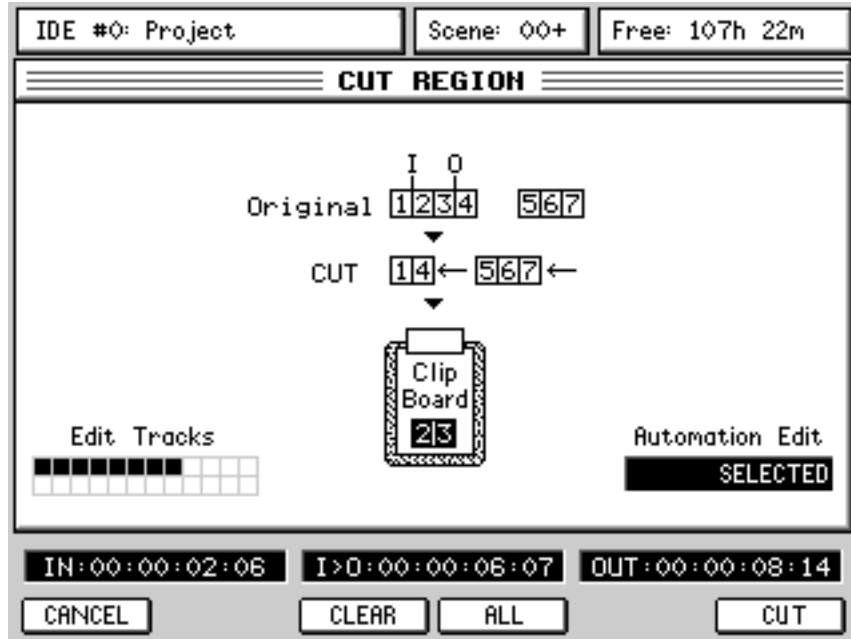 IDE #0: Project
Scene: 00+
Free: 107h 22m
CUT REGION
I O
Original 1234 567
CUT 14← 567←
Clip
Board
23
Edit Tracks
Automation Edit
SELECTED
IN:00:00:02:06 I>O:00:00:06:07 OUT:00:00:08:14
CANCEL CLEAR ALL CUT